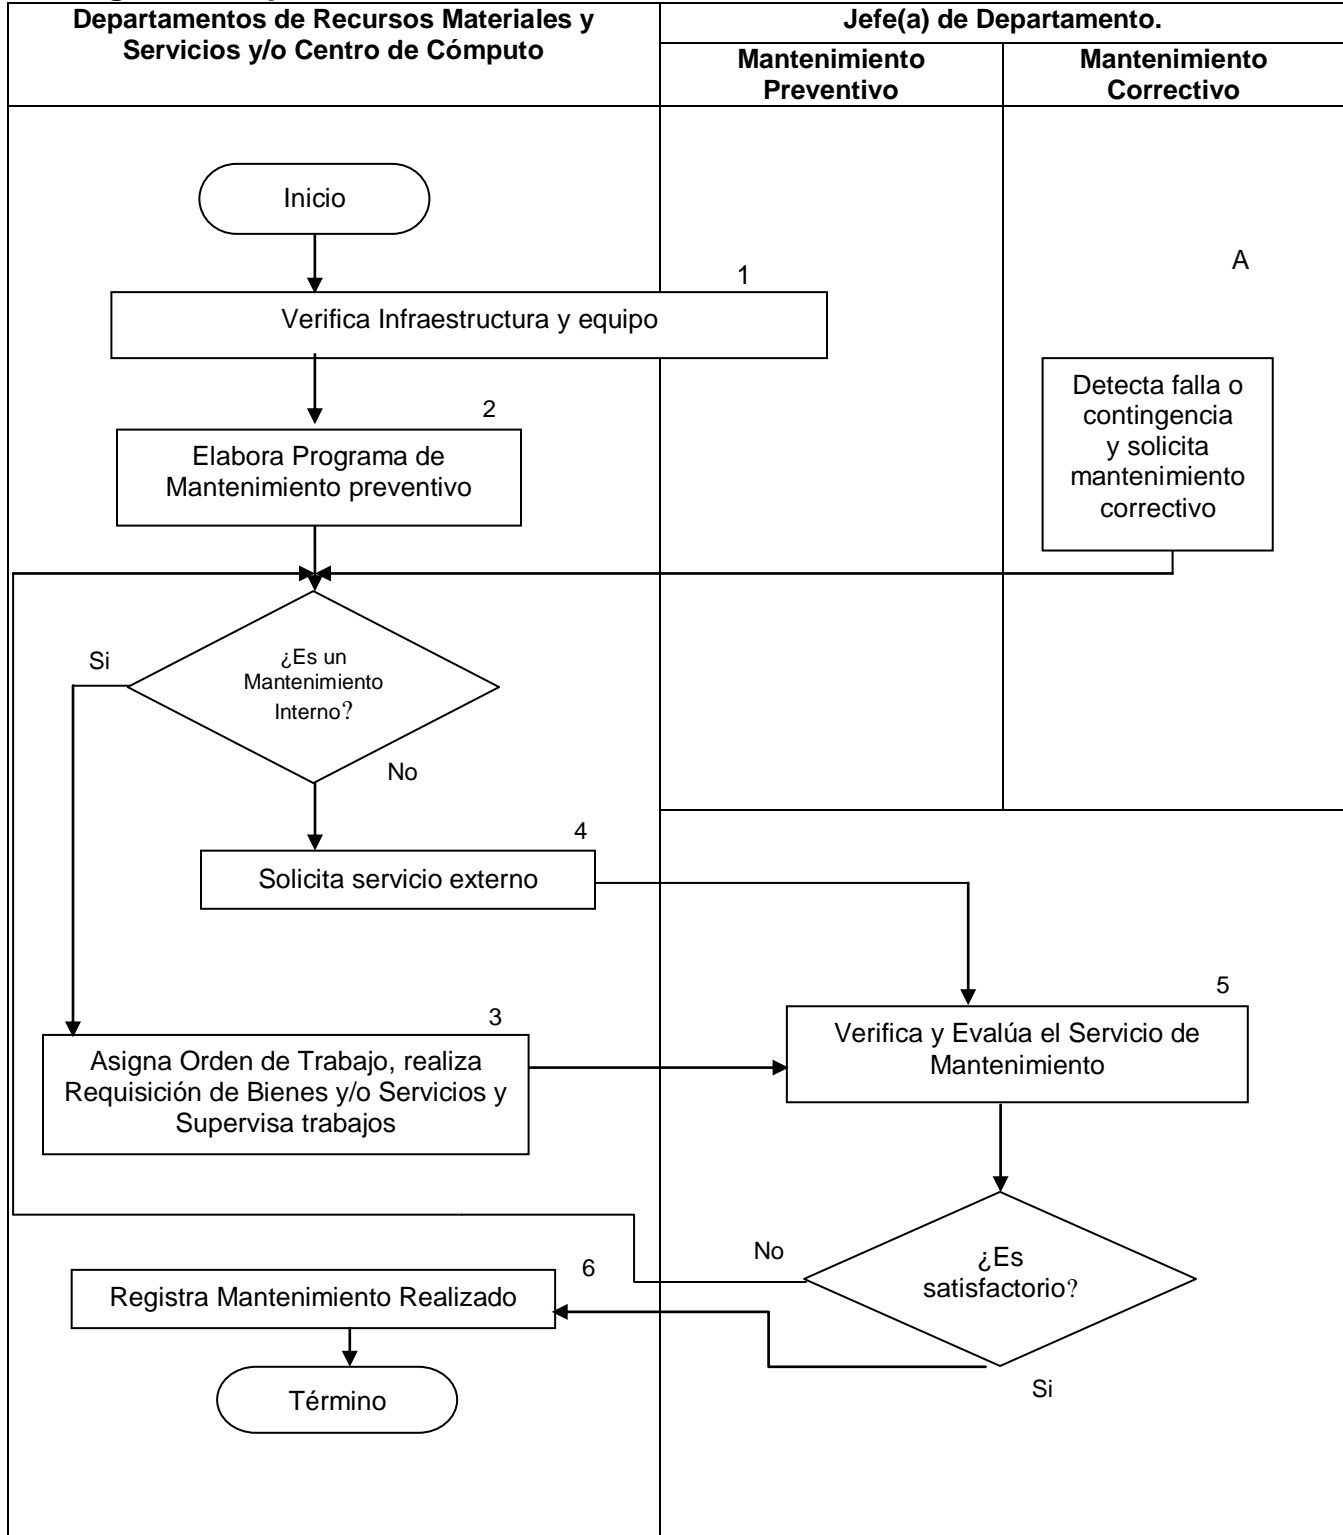 Departamentos de Recursos Materiales y
Servicios y/o Centro de Cómputo
Jefe(a) de Departamento.
Mantenimiento
Preventivo
Mantenimiento
Correctivo
Inicio
A
1
Verifica Infraestructura y equipo
Detecta falla o
contingencia
y solicita
mantenimiento
correctivo
2
Elabora Programa de
Mantenimiento preventivo
Si
¿Es un
Mantenimiento
Interno?
No
4
Solicita servicio externo
5
Verifica y Evalúa el Servicio de
Mantenimiento
3
Asigna Orden de Trabajo, realiza
Requisición de Bienes y/o Servicios y
Supervisa trabajos
No
¿Es
satisfactorio?
6
Registra Mantenimiento Realizado
Si
Término